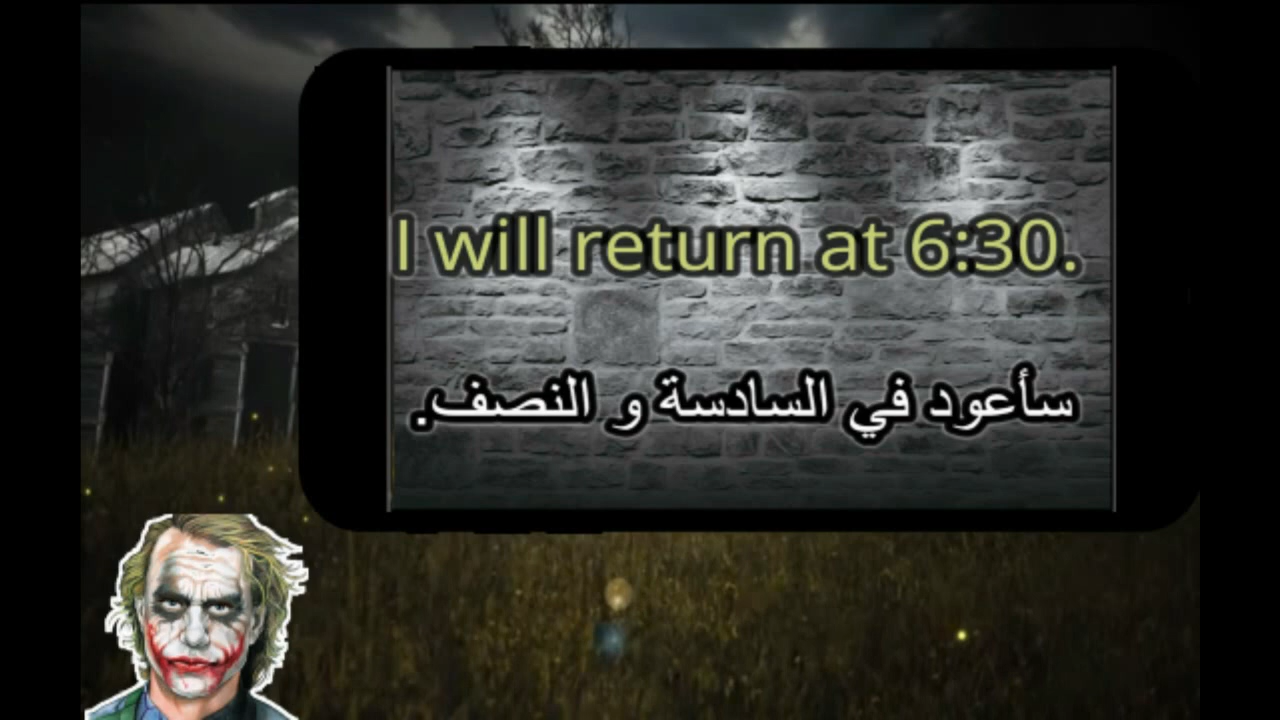 I will return at 6:30.
سأعود في السادسة و النصف.